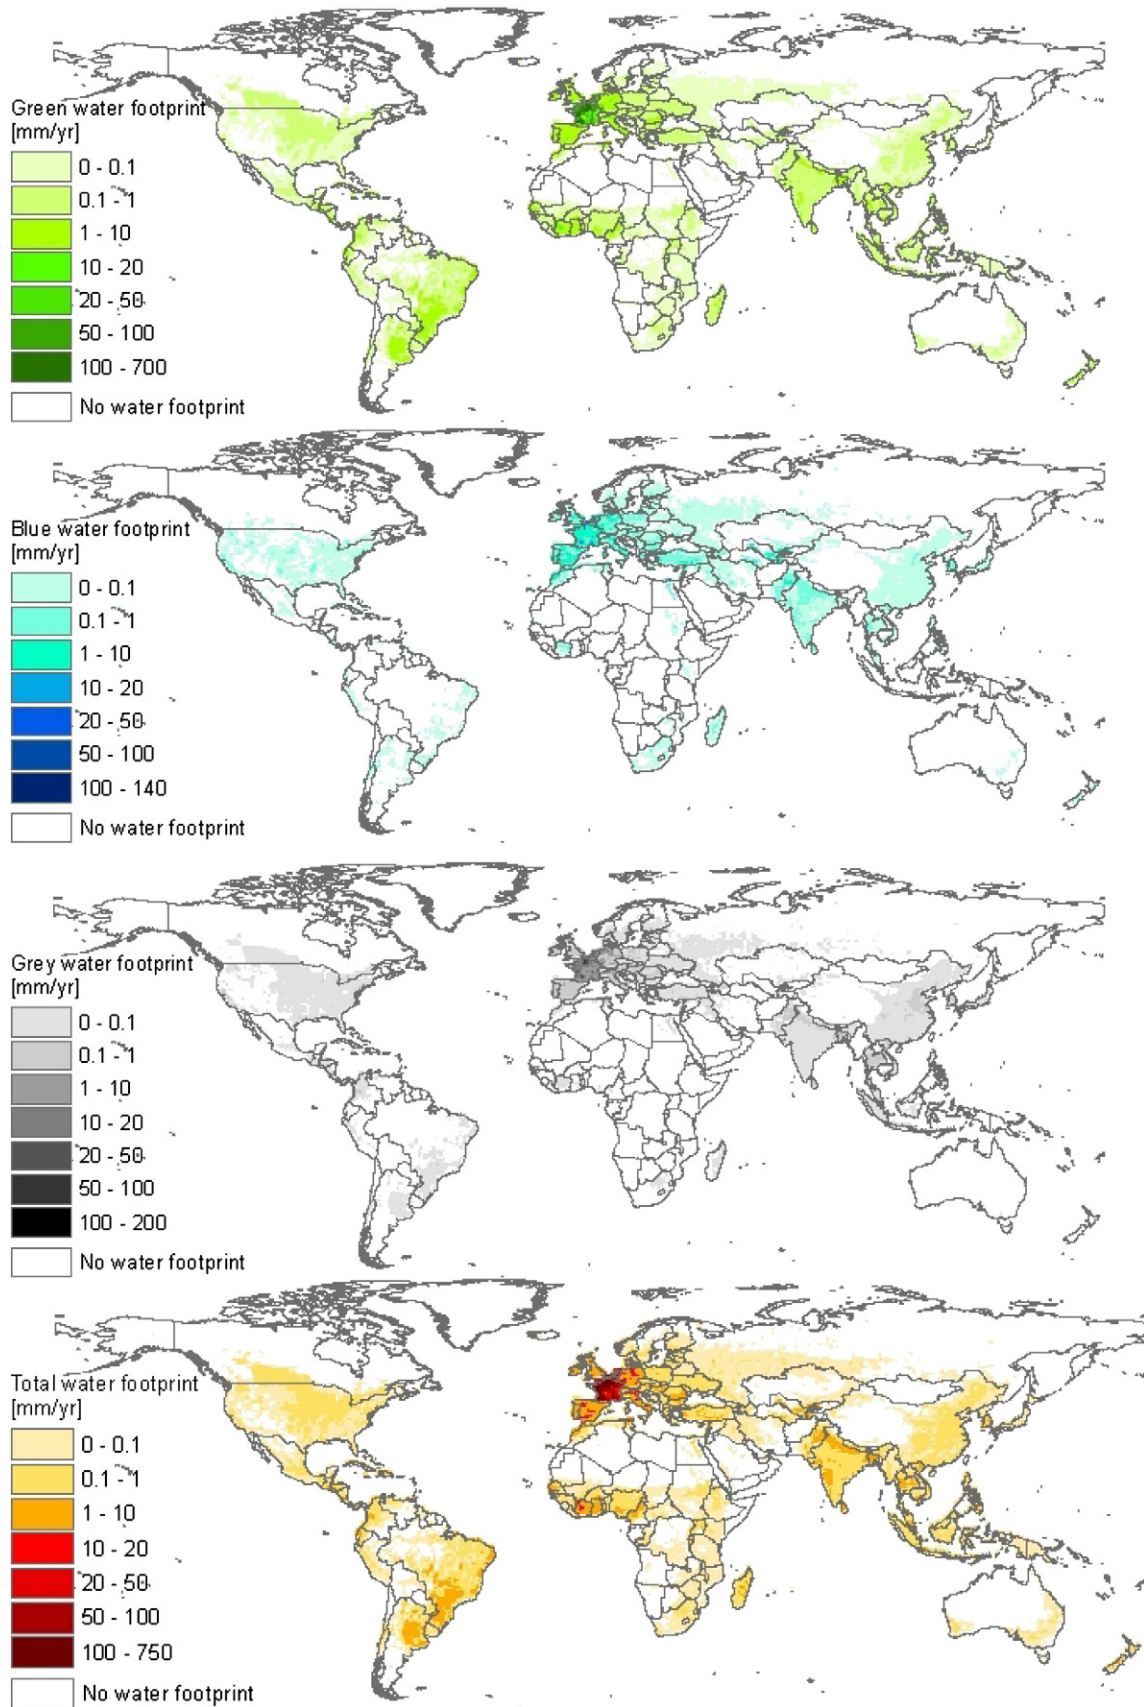 Green water footprint
[mm/yr]
0 - 0.1
0.1 - 1
1 - 10
10 - 20
20 - 50
50 - 100
100 - 700
No water footprint
Blue water footprint
[mm/yr]
0 - 0.1
0.1 - 1
1 - 10
10 - 20
20 - 50
50 - 100
100 - 140
No water footprint
Grey water footprint
[mm/yr]
0 - 0.1
0.1 - 1
1 - 10
10 - 20
20 - 50
50 - 100
100 - 200
No water footprint
Total water footprint
[mm/yr]
0 - 0.1
0.1 - 1
1 - 10
10 - 20
20 - 50
50 - 100
100 - 750
No water footprint